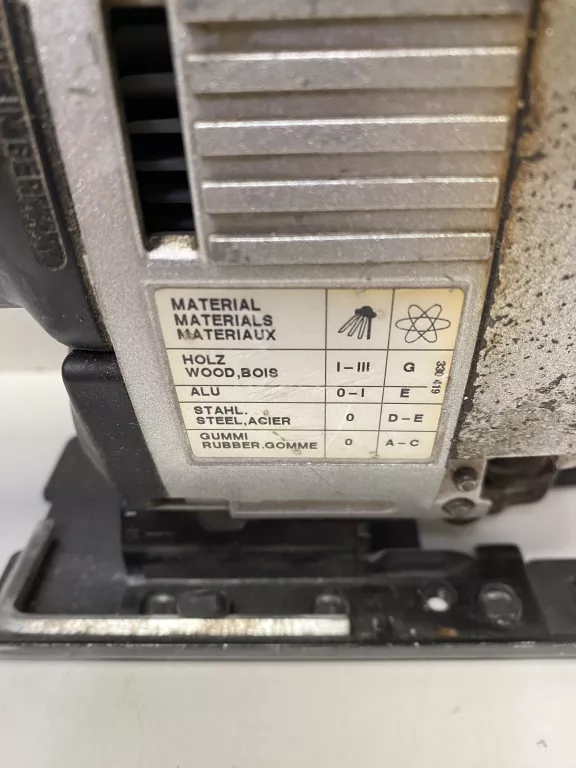 MATERIAL
MATERIALS
MATERIAUX
HOLZ
WOOD,BOIS I-III G
ALU 0-I E
STAHL.
STEEL,ACIER 0 D-E
GUMMI
RUBBER.GOMME 0 A-C
330 419